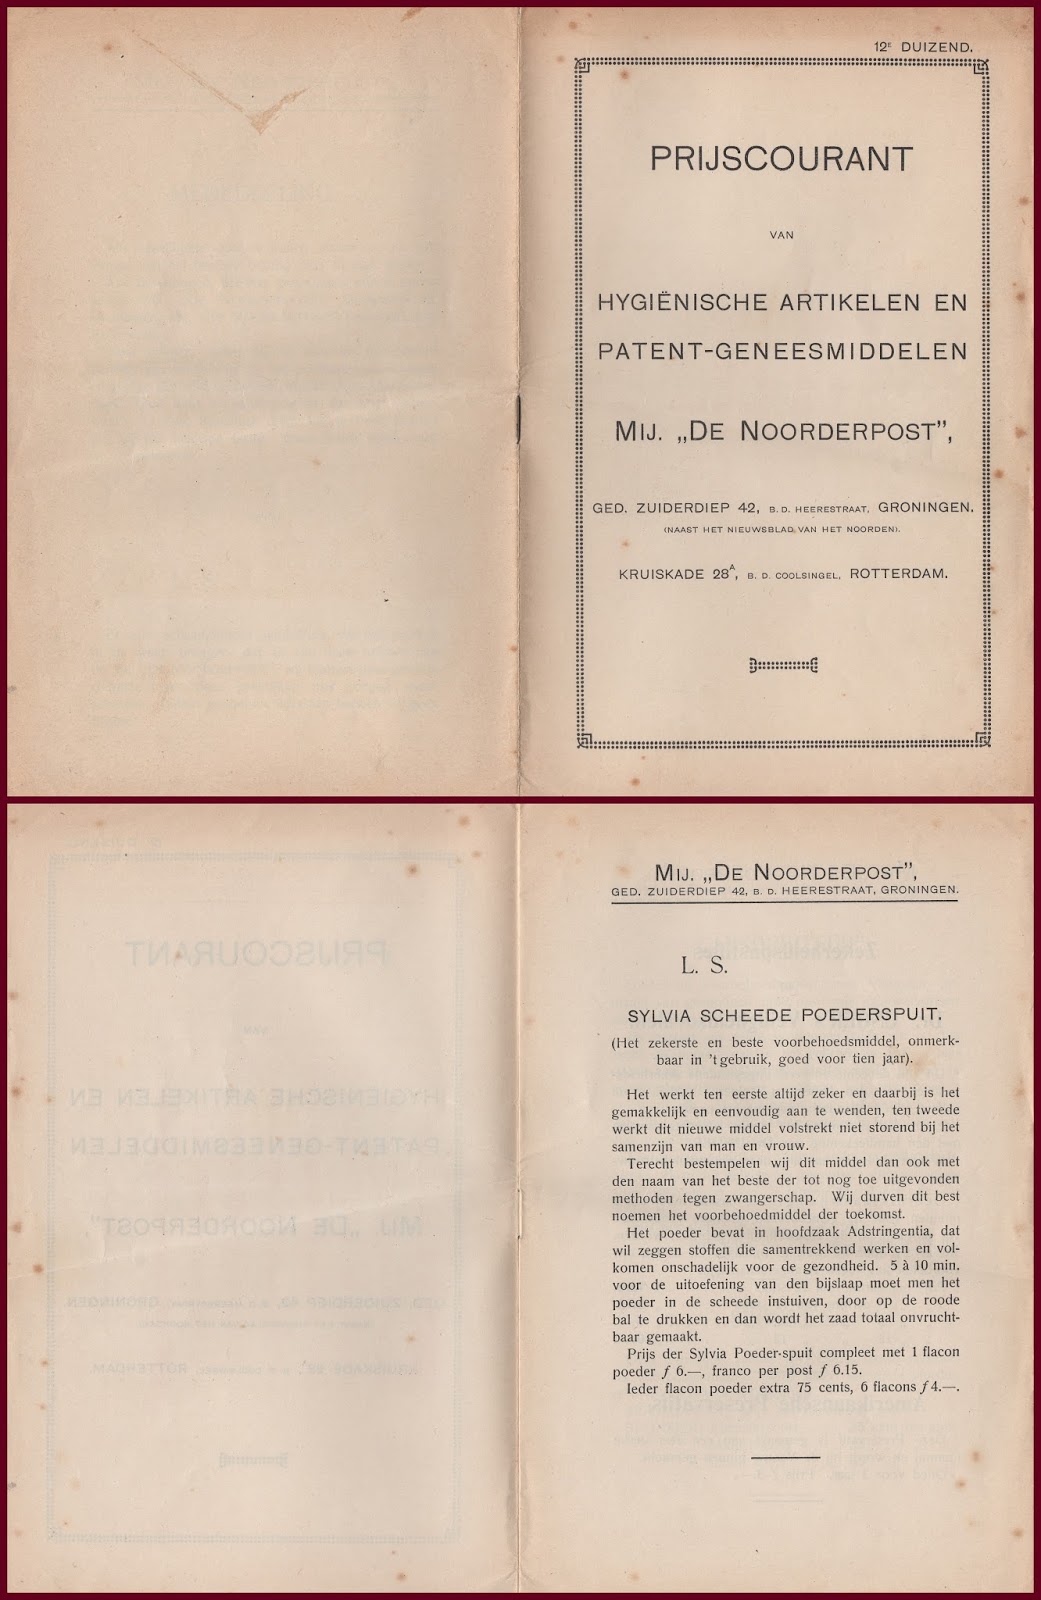 12E DUIZEND.
PRIJSCOURANT
VAN
HYGIËNISCHE ARTIKELEN EN
PATENT-GENEESMIDDELEN
MIJ. „DE NOORDERPOST”,
GED. ZUIDERDIEP 42, B. D. HEERESTRAAT, GRONINGEN.
(NAAST HET NIEUWSBLAD VAN HET NOORDEN).
KRUISKADE 28A, B. D. COOLSINGEL, ROTTERDAM.
MIJ. „DE NOORDERPOST”,
GED. ZUIDERDIEP 42, B. D. HEERESTRAAT, GRONINGEN.
L. S.
SYLVIA SCHEEDE POEDERSPUIT.
(Het zekerste en beste voorbehoedsmiddel, onmerk-
baar in 't gebruik, goed voor tien jaar).
Het werkt ten eerste altijd zeker en daarbij is het
gemakkelijk en eenvoudig aan te wenden, ten tweede
werkt dit nieuwe middel volstrekt niet storend bij het
samenzijn van man en vrouw.
Terecht bestempelen wij dit middel dan ook met
den naam van het beste der tot nog toe uitgevonden
methoden tegen zwangerschap. Wij durven dit best
noemen het voorbehoedmiddel der toekomst.
Het poeder bevat in hoofdzaak Adstringentia, dat
wil zeggen stoffen die samentrekkend werken en vol-
komen onschadelijk voor de gezondheid. 5 à 10 min.
voor de uitoefening van den bijslaap moet men het
poeder in de scheede instuiven, door op de roode
bal te drukken en dan wordt het zaad totaal onvrucht-
baar gemaakt.
Prijs der Sylvia Poeder-spuit compleet met 1 flacon
poeder ƒ 6.—, franco per post ƒ 6.15.
Ieder flacon poeder extra 75 cents, 6 flacons ƒ 4.—.